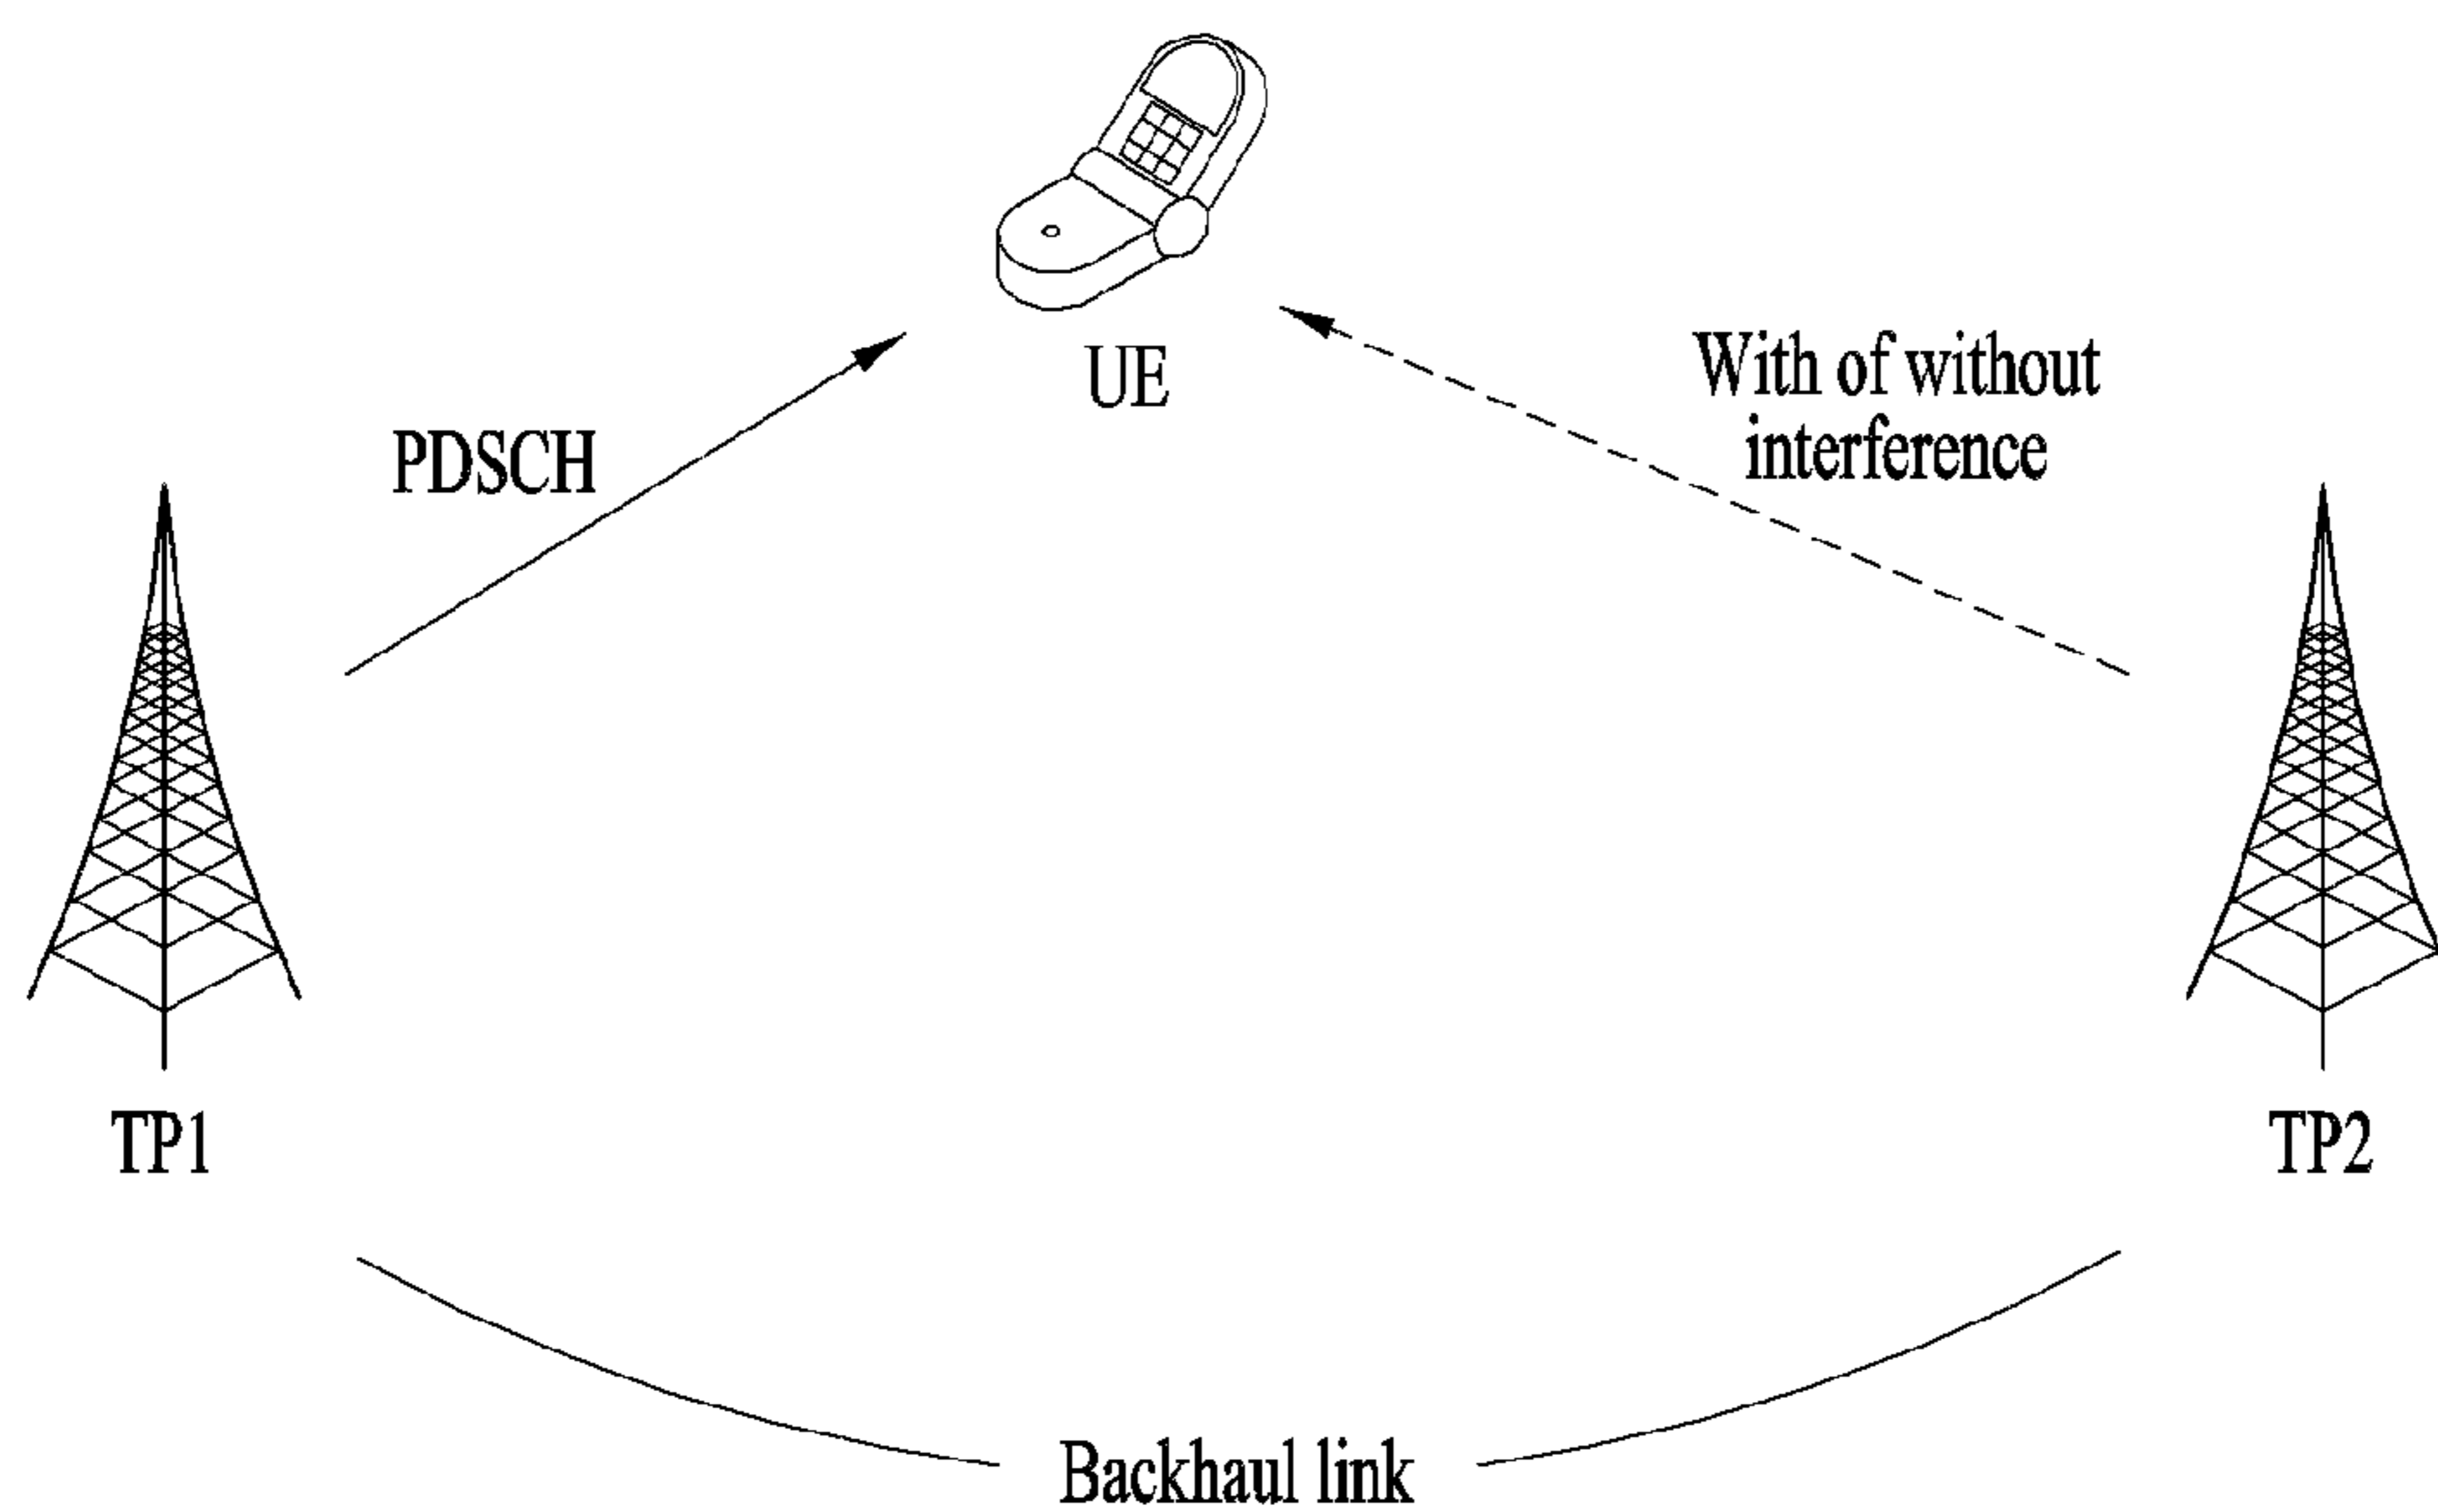 UE
With of without
interference
PDSCH
TP1
TP2
Backhaul link